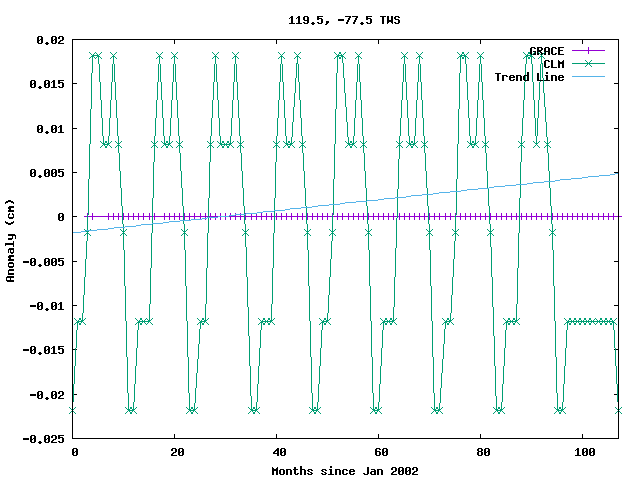 119.5, -77.5 TWS
0.02
0.015
0.01
0.005
0
-0.005
-0.01
-0.015
-0.02
-0.025
Anomaly (cm)
GRACE
CLM
Trend Line
0 20 40 60 80 100
Months since Jan 2002